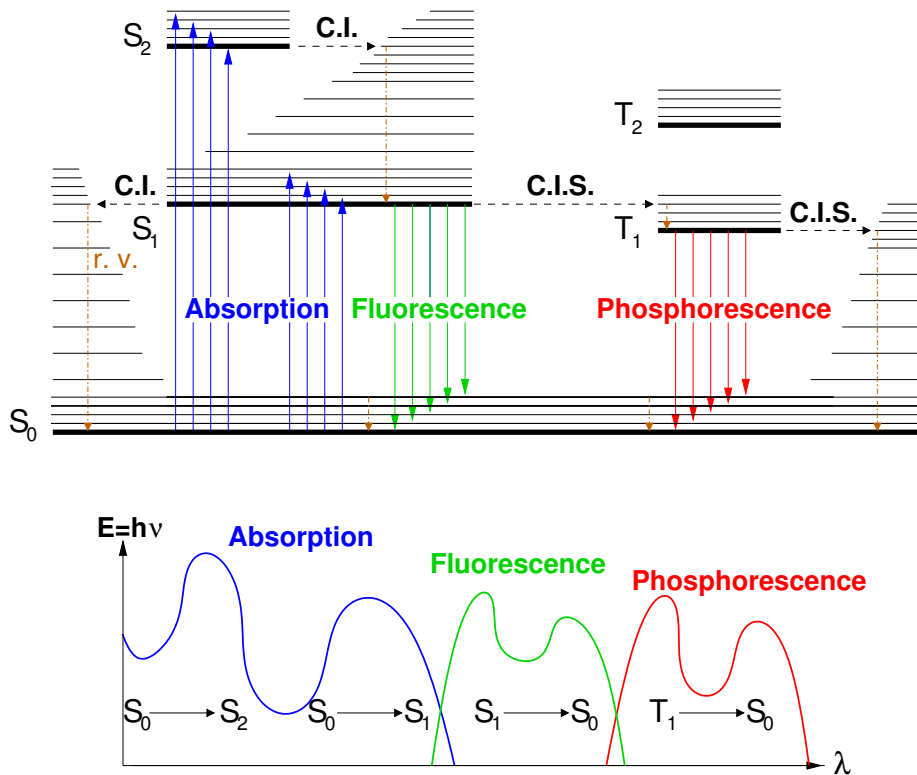 S₂
C.I.
T₂
C.I.
S₁
C.I.S.
T₁
C.I.S.
r. v.
Absorption
Fluorescence
Phosphorescence
S₀
E=hν
Absorption
Fluorescence
Phosphorescence
S₀ → S₂
S₀ → S₁
S₁ → S₀
T₁ → S₀
λ